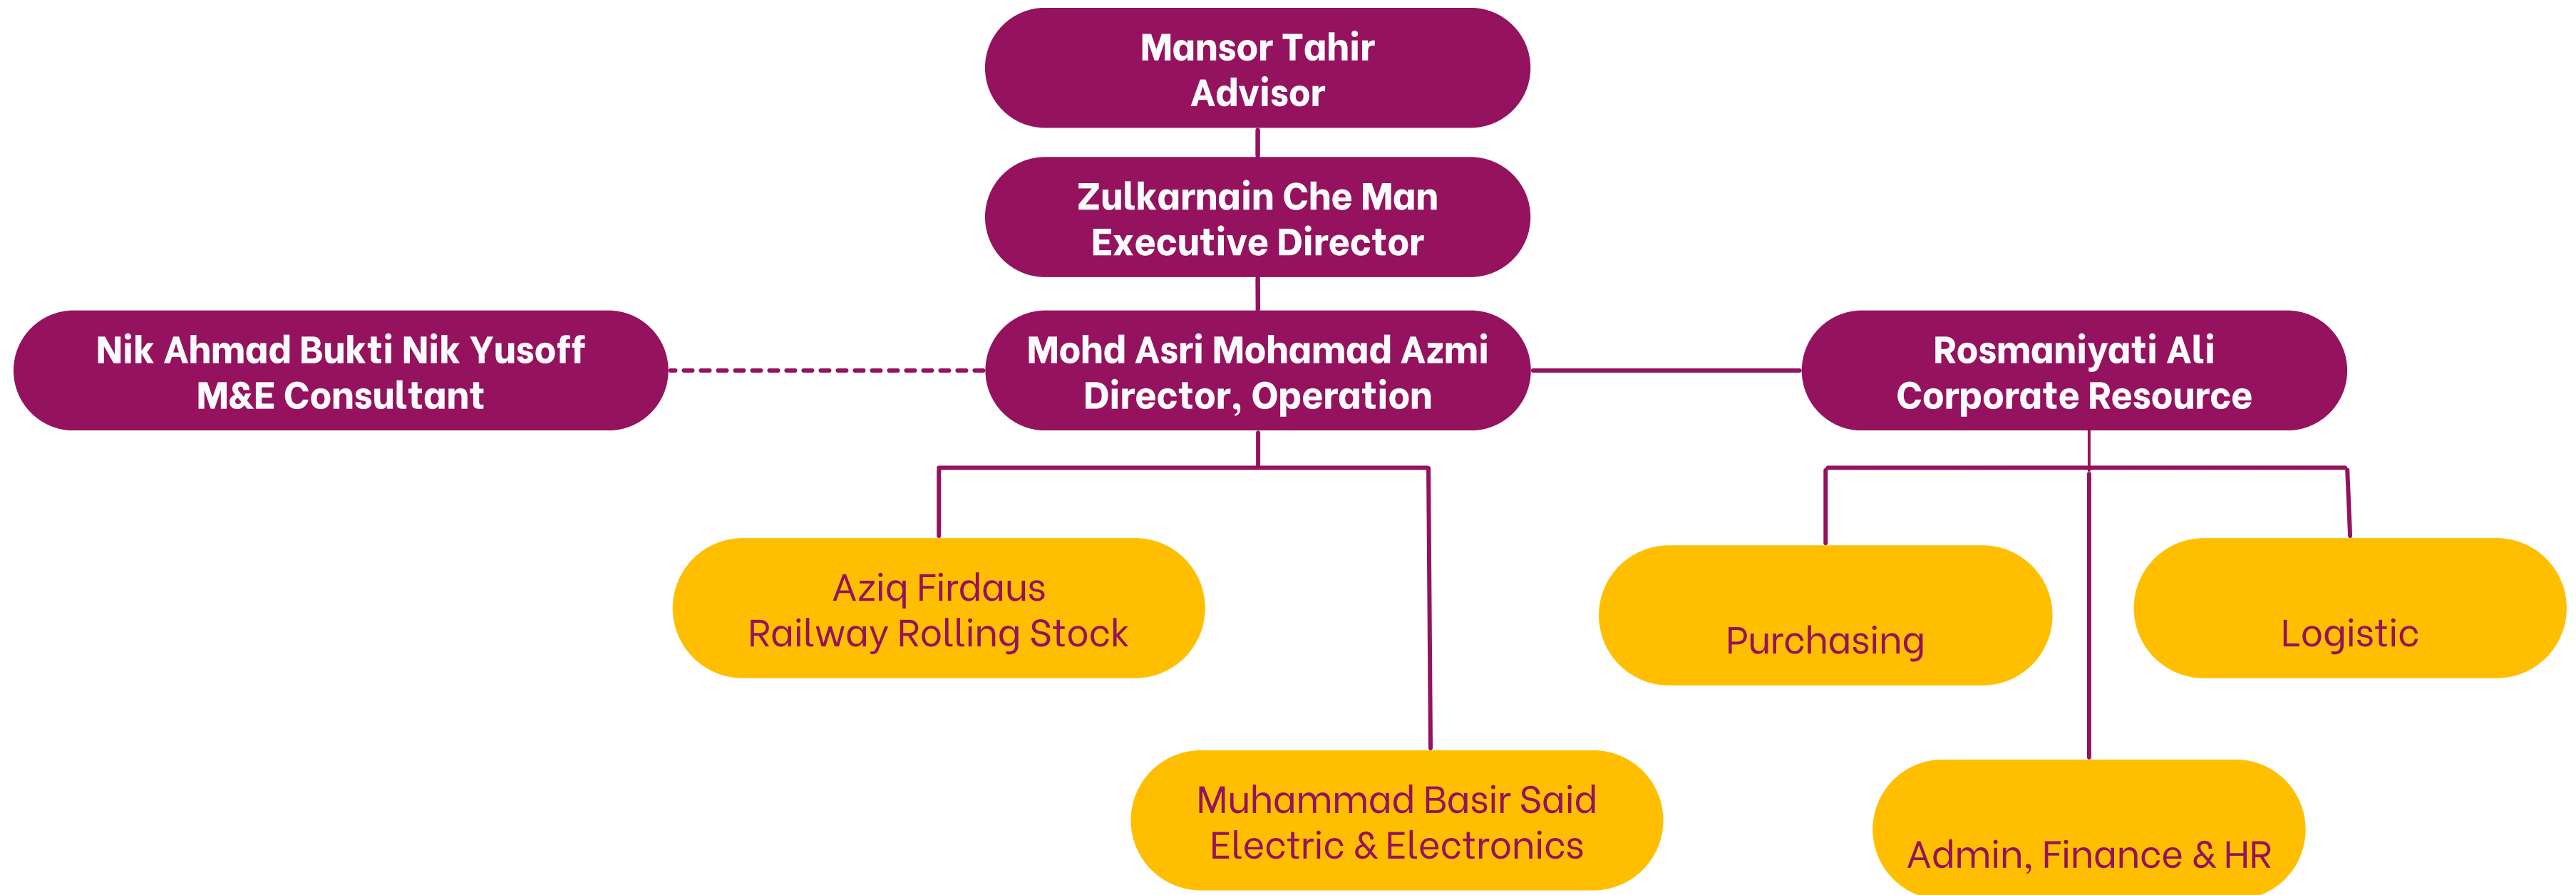 Mansor Tahir
Advisor
Zulkarnain Che Man
Executive Director
Nik Ahmad Bukti Nik Yusoff
M&E Consultant
Mohd Asri Mohamad Azmi
Director, Operation
Rosmaniyati Ali
Corporate Resource
Aziq Firdaus
Railway Rolling Stock
Purchasing
Logistic
Muhammad Basir Said
Electric & Electronics
Admin, Finance & HR